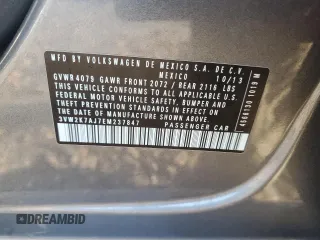 MFD BY VOLKSWAGEN DE MEXICO S.A. DE C.V.
MEXICO 10/13
GVWR 4079 GAWR FRONT 2072 / REAR 2116 LBS
THIS VEHICLE CONFORMS TO ALL APPLICABLE
FEDERAL MOTOR VEHICLE SAFETY, BUMPER AND
THEFT PREVENTION STANDARDS IN EFFECT ON
THE DATE OF MANUFACTURE SHOWN ABOVE
3VW2K7AJ7EM237847 PASSENGER CAR
1019 M
DREAMBID